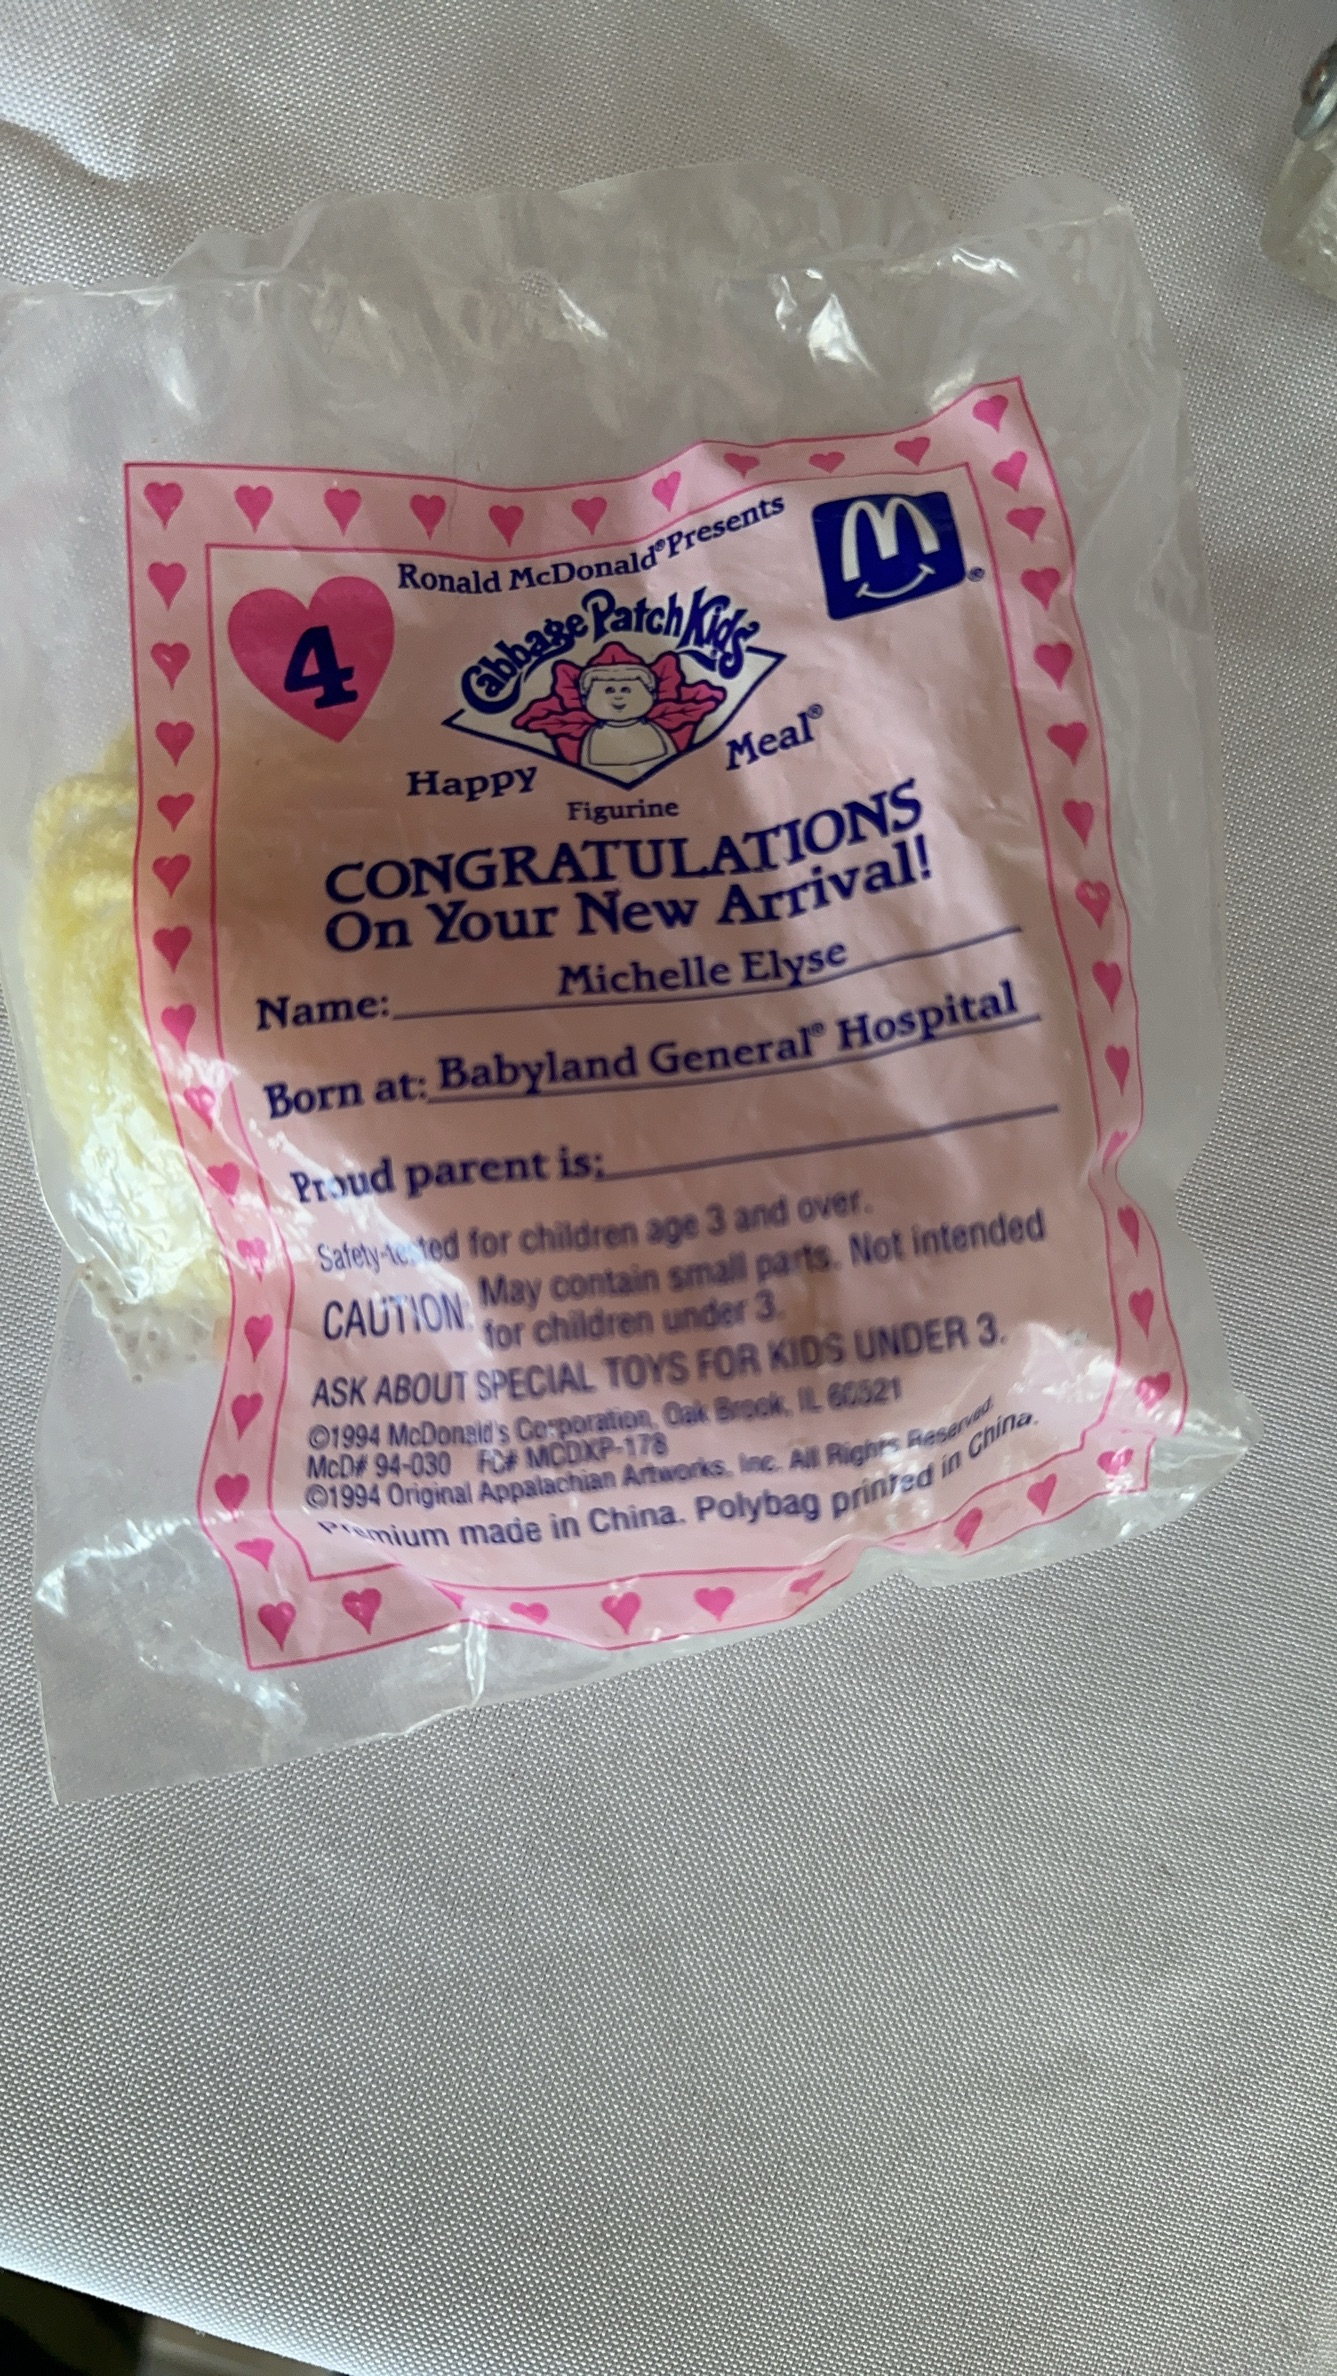 Ronald McDonald® Presents
4
M®
Cabbage Patch Kids®
Happy Meal®
Figurine
CONGRATULATIONS
On Your New Arrival!
Name: Michelle Elyse
Born at: Babyland General® Hospital
Proud parent is:
Safety-tested for children age 3 and over.
CAUTION: May contain small parts. Not intended
for children under 3.
ASK ABOUT SPECIAL TOYS FOR KIDS UNDER 3.
©1994 McDonald's Corporation, Oak Brook, IL 60521
McD# 94-030 FC# MCDXP-178
©1994 Original Appalachian Artworks, Inc. All Rights Reserved.
Premium made in China. Polybag printed in China.